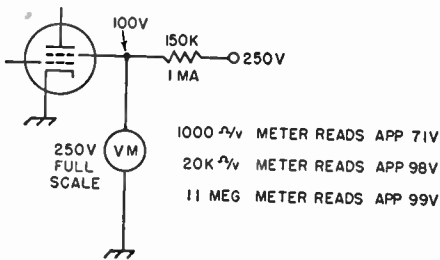 100V
150K
250V
1 MA
250V
FULL
SCALE
VM
1000 Ω/v METER READS APP 71V
20K Ω/v METER READS APP 98V
11 MEG METER READS APP 99V